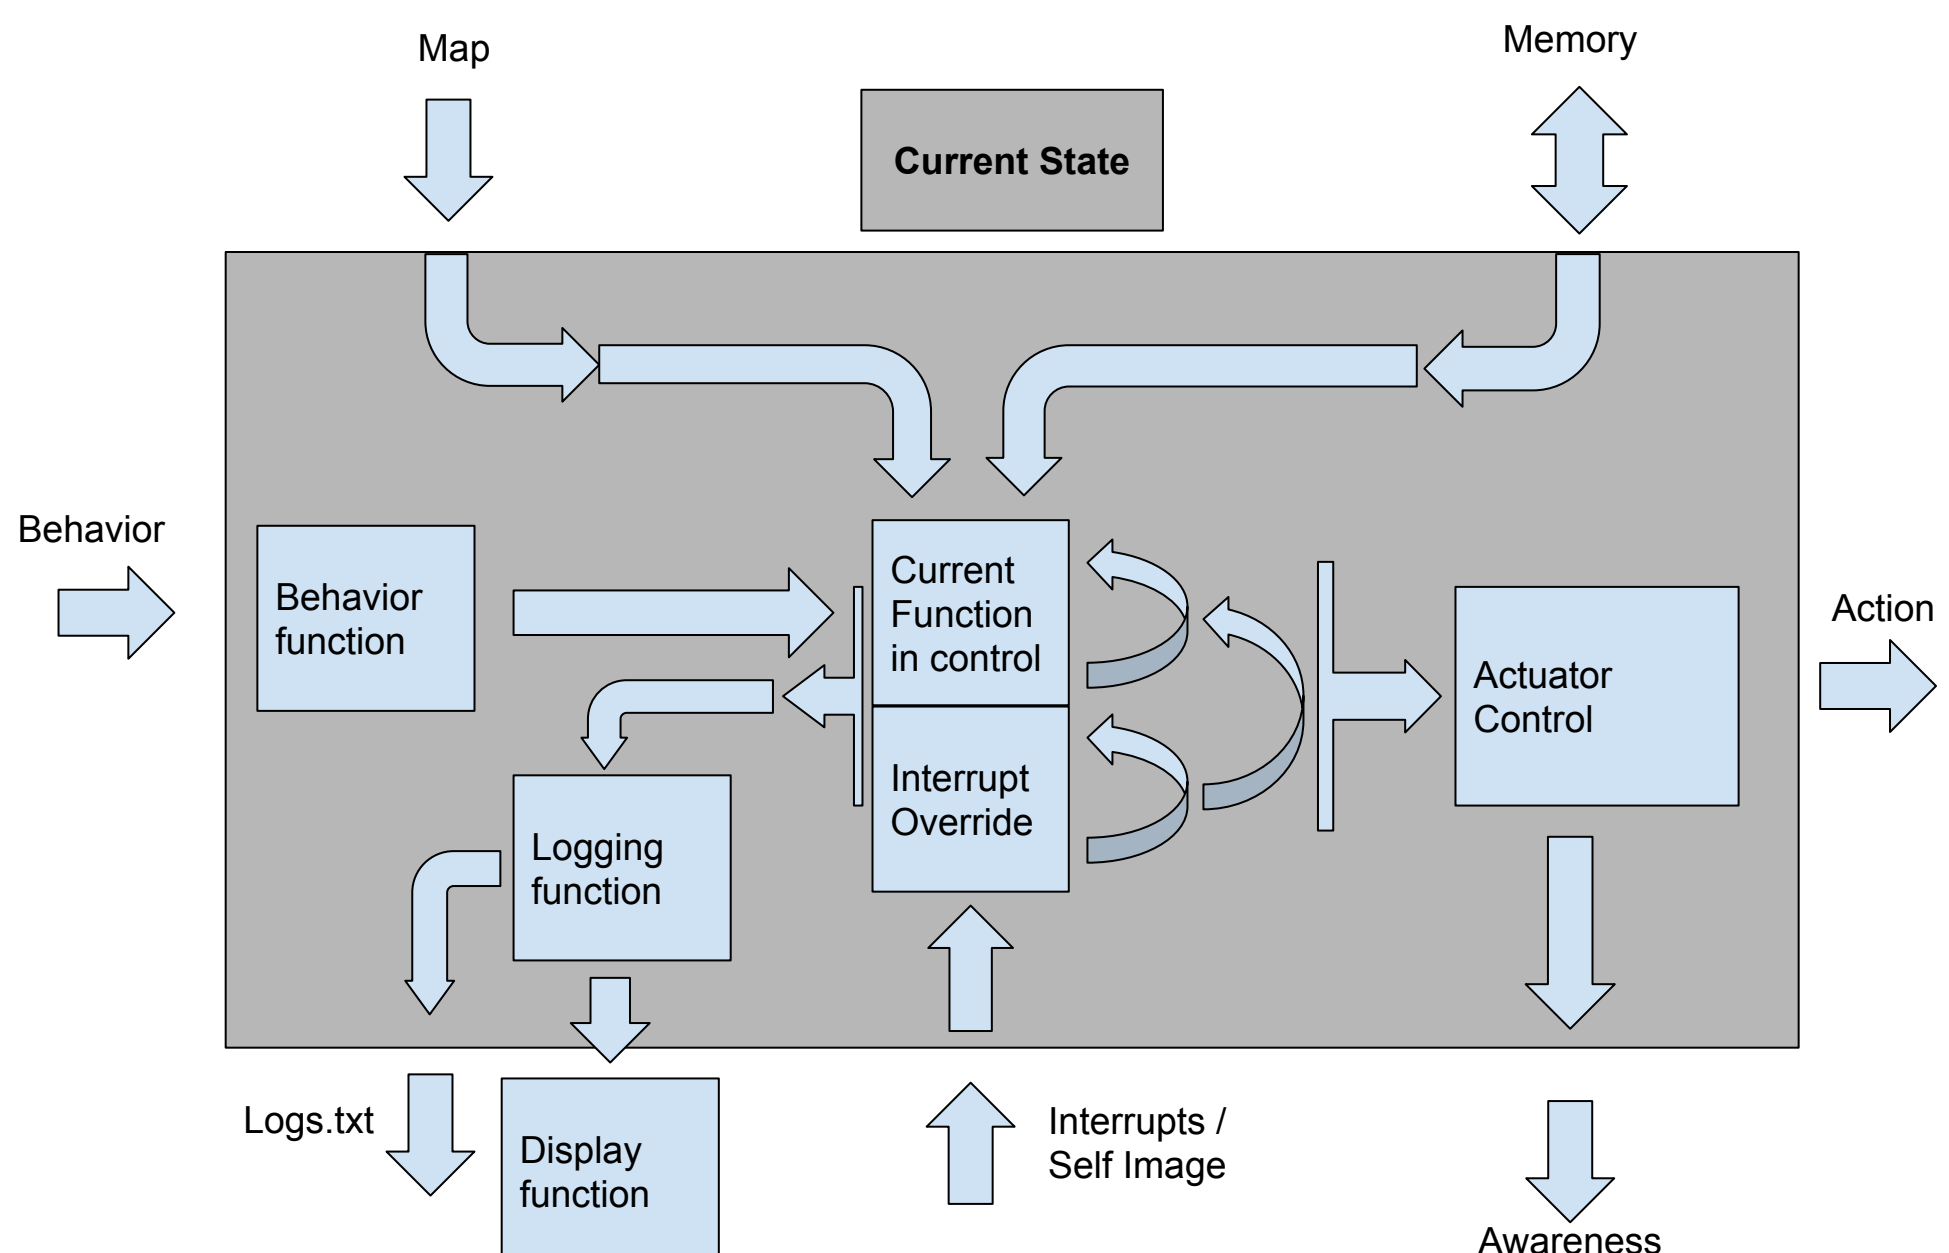 Map
Memory
Current State
Behavior
Behavior
function
Current
Function
in control
Action
Actuator
Control
Interrupt
Override
Logging
function
Logs.txt
Display
function
Interrupts /
Self Image
Awareness